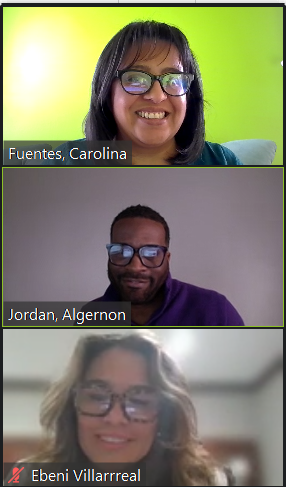 Fuentes, Carolina
Jordan, Algernon
Ebeni Villarrreal